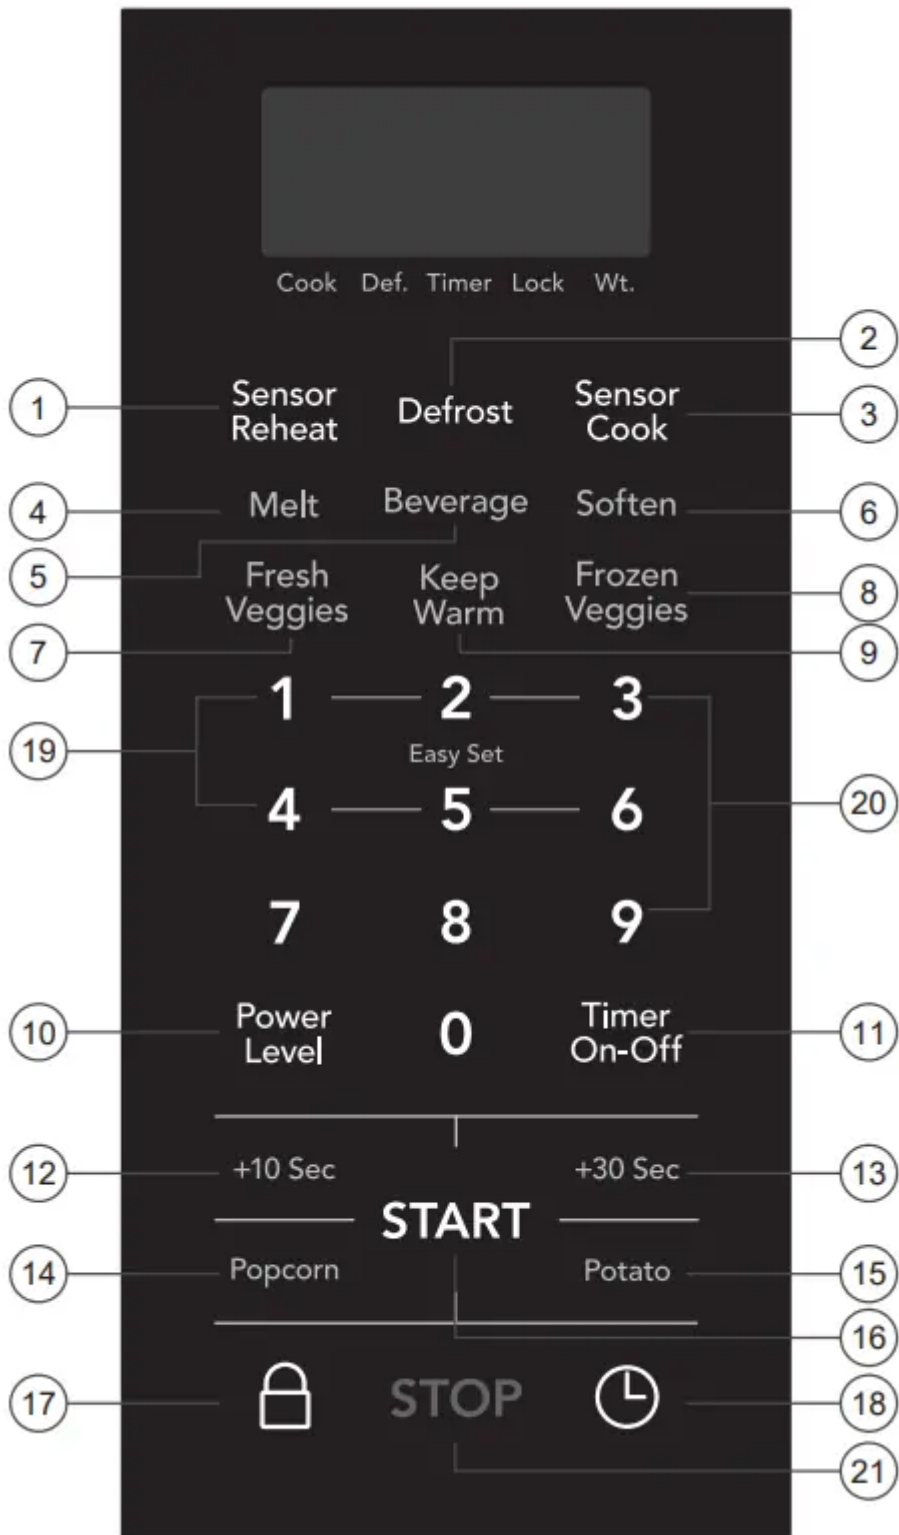 Cook Def. Timer Lock Wt.
2
1
Sensor
Reheat
Defrost
Sensor
Cook
3
4
Melt
Beverage
Soften
6
5
Fresh
Veggies
Keep
Warm
Frozen
Veggies
8
7
9
1 2 3
19
Easy Set
20
4 5 6
7 8 9
10
Power
Level
0
Timer
On-Off
11
12
+10 Sec
+30 Sec
13
START
14
Popcorn
Potato
15
16
17
STOP
18
21